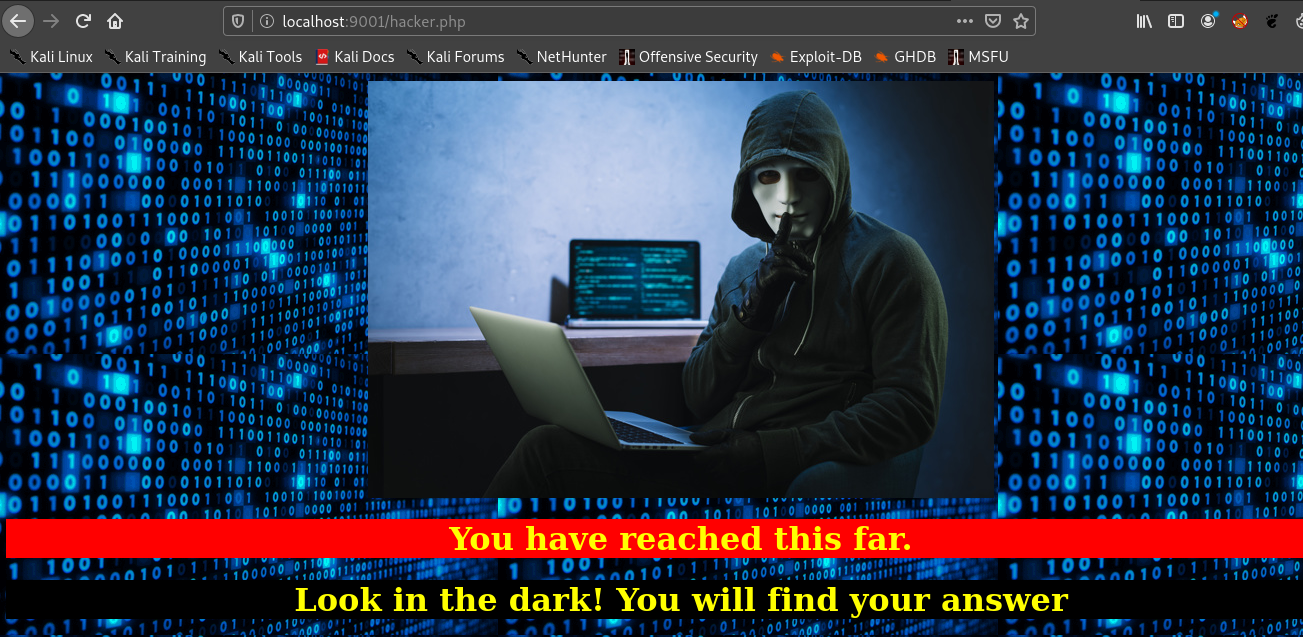 localhost:9001/hacker.php
Kali Linux Kali Training Kali Tools Kali Docs Kali Forums NetHunter Offensive Security Exploit-DB GHDB MSFU
You have reached this far.
Look in the dark! You will find your answer